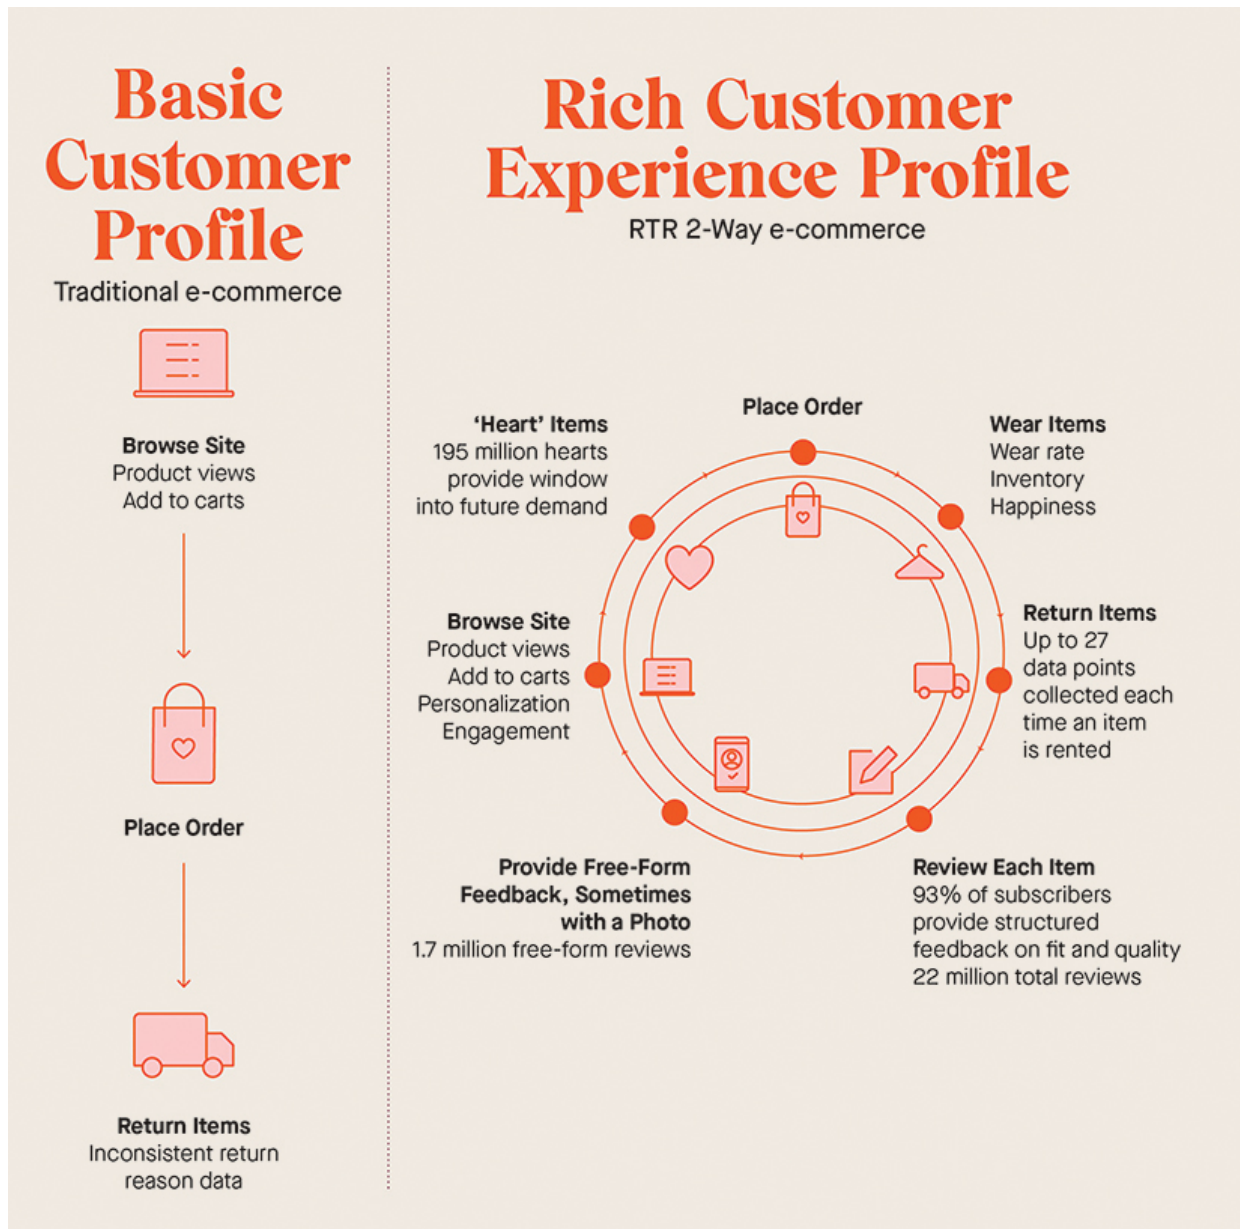 Basic
Customer
Profile
Traditional e-commerce
Browse Site
Product views
Add to carts
Place Order
Return Items
Inconsistent return
reason data
Rich Customer
Experience Profile
RTR 2-Way e-commerce
Place Order
Wear Items
Wear rate
Inventory
Happiness
Return Items
Up to 27
data points
collected each
time an item
is rented
Review Each Item
93% of subscribers
provide structured
feedback on fit and quality
22 million total reviews
Provide Free-Form
Feedback, Sometimes
with a Photo
1.7 million free-form reviews
Browse Site
Product views
Add to carts
Personalization
Engagement
‘Heart’ Items
195 million hearts
provide window
into future demand